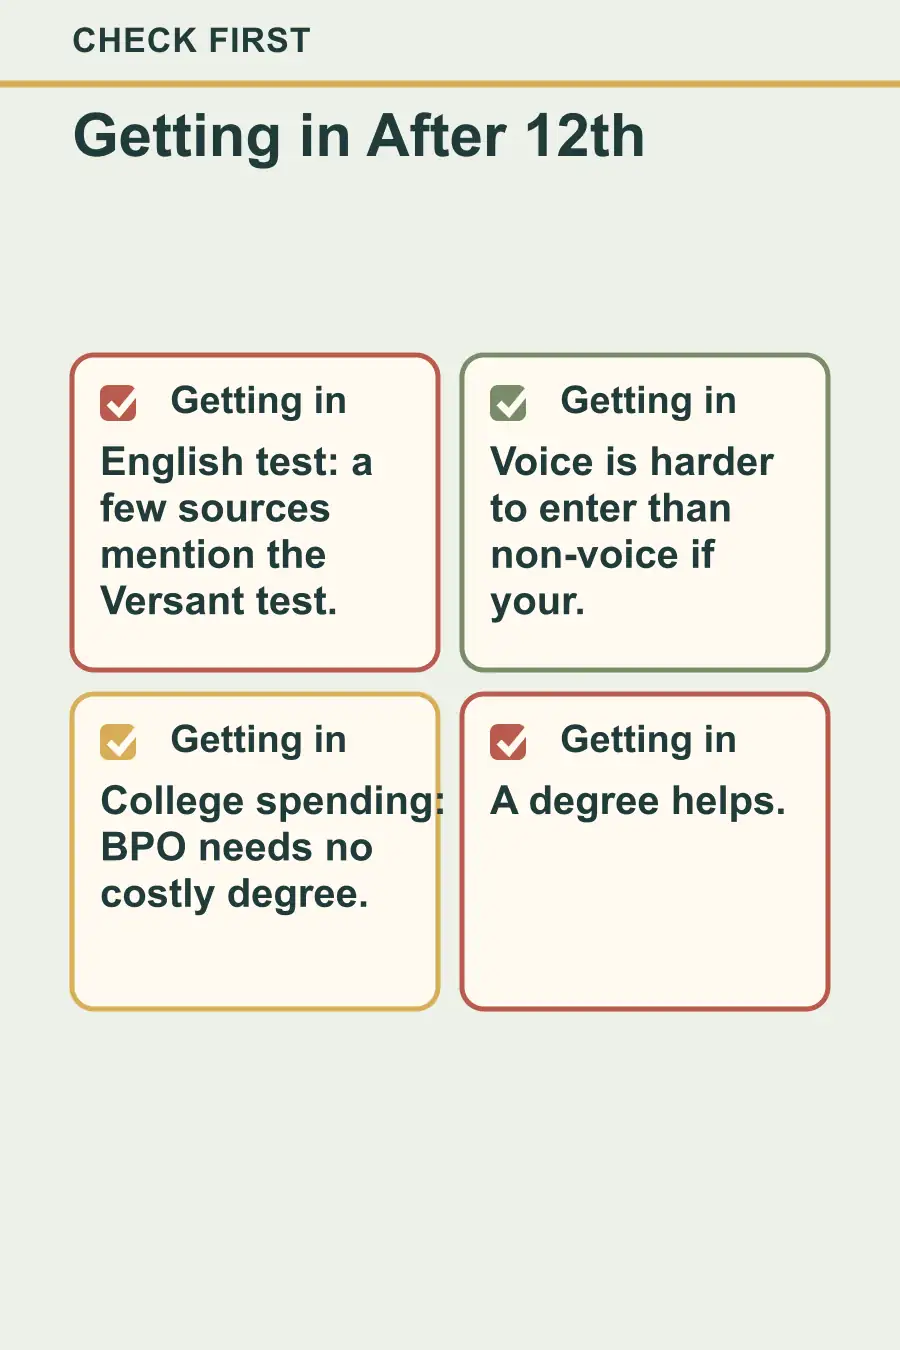 CHECK FIRST
Getting in After 12th
Getting in
English test: a
few sources
mention the
Versant test.
Getting in
Voice is harder
to enter than
non-voice if
your.
Getting in
College spending:
BPO needs no
costly degree.
Getting in
A degree helps.